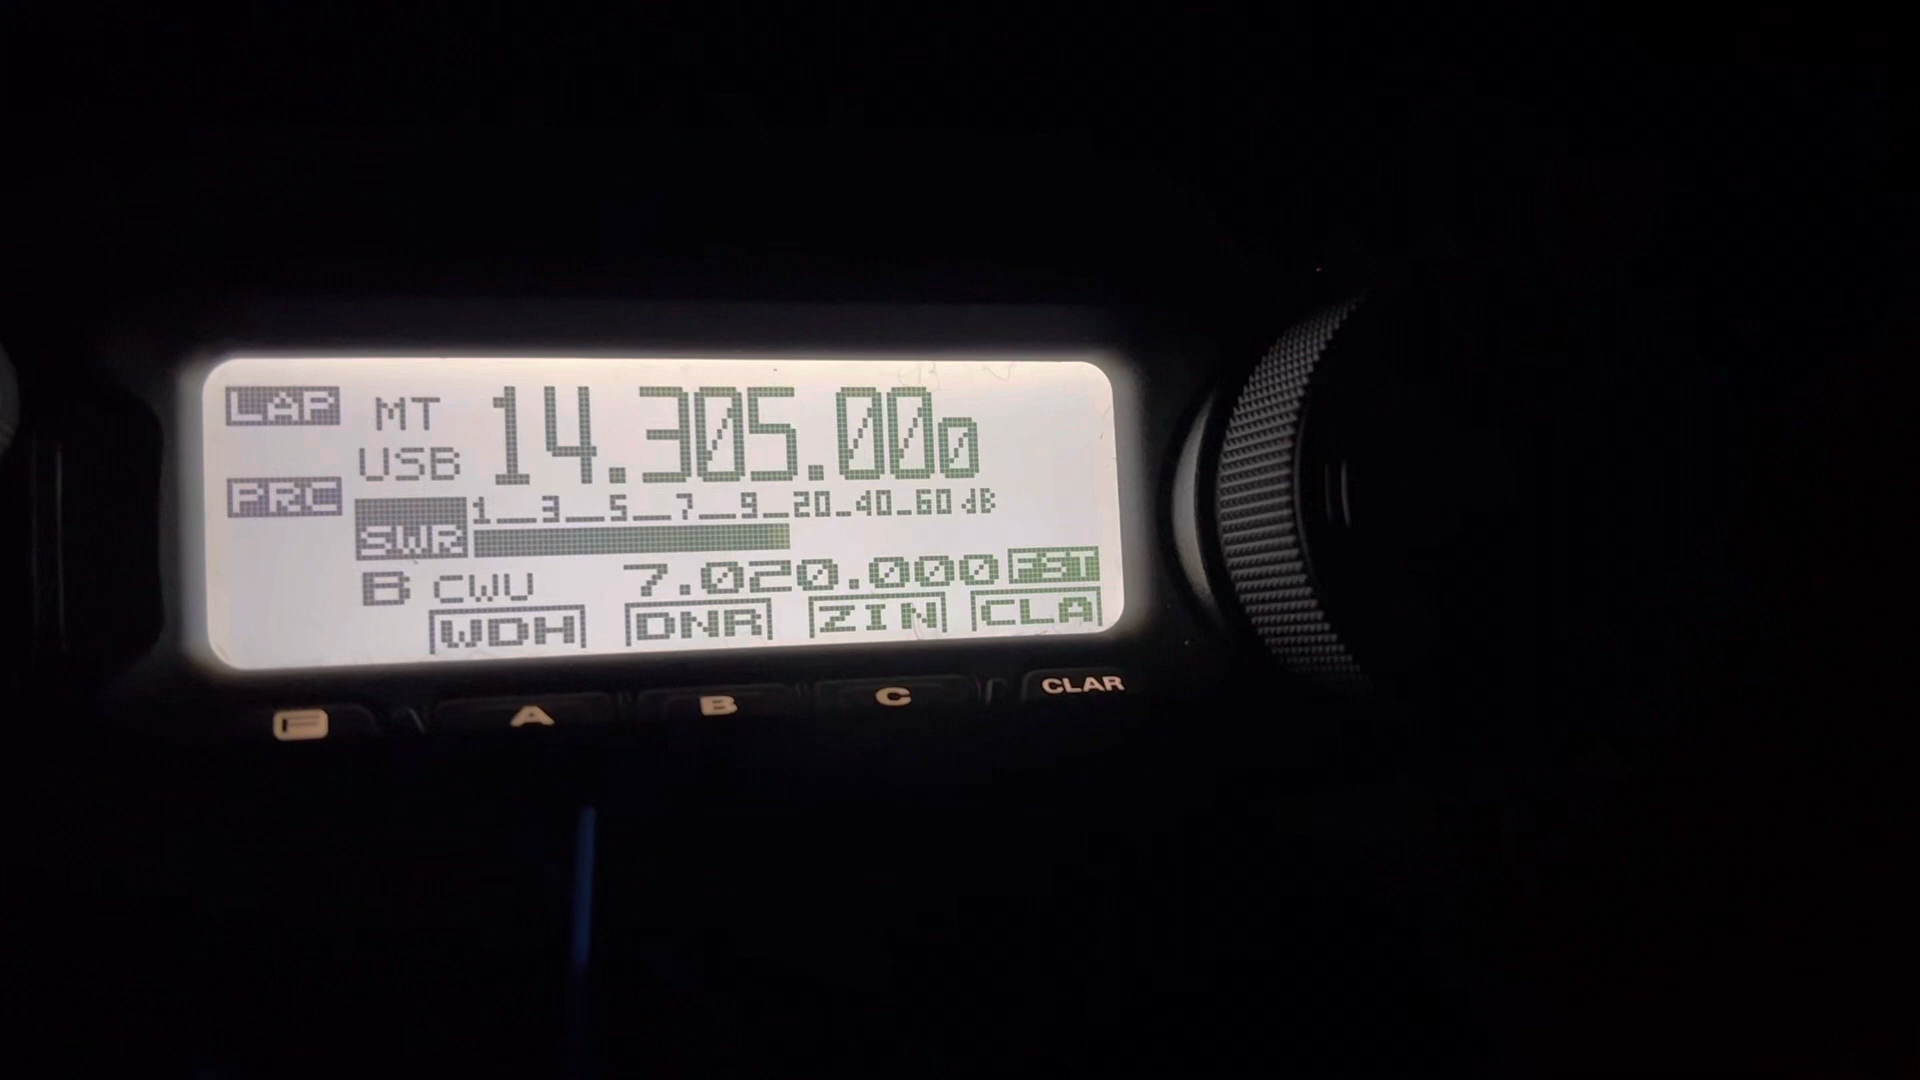 LAP MT 14.305.000
USB
PRC
1__3__5__7__9_20_40_60 dB
SWR
B CWU 7.020.000 FST
WDH DNR ZIN CLA
F A B C CLAR